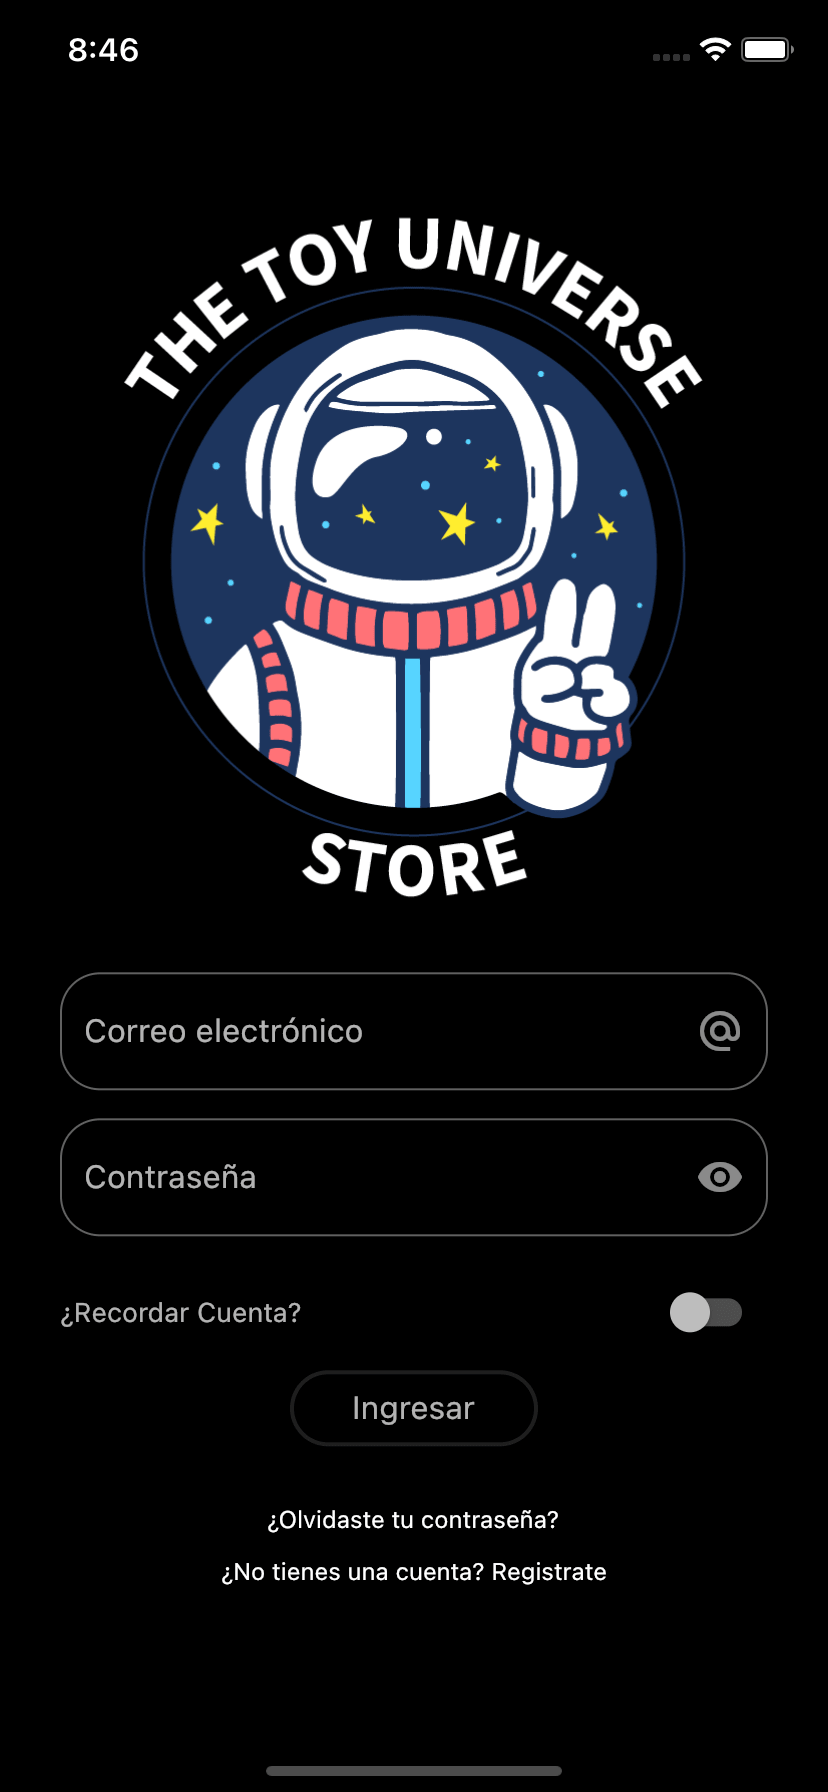 8:46
THE TOY UNIVERSE
STORE
Correo electrónico
Contraseña
¿Recordar Cuenta?
Ingresar
¿Olvidaste tu contraseña?
¿No tienes una cuenta? Registrate